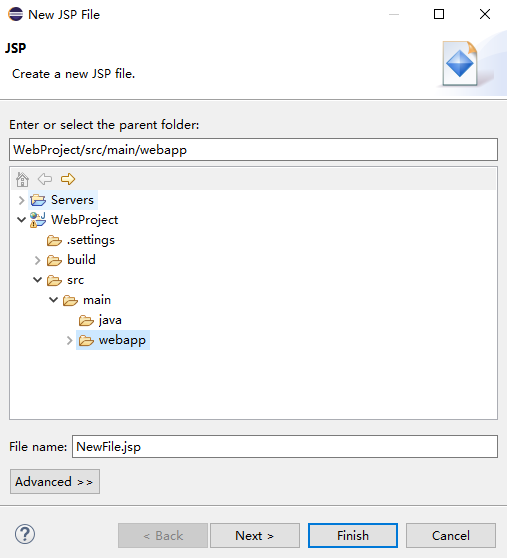 New JSP File
JSP
Create a new JSP file.
Enter or select the parent folder:
WebProject/src/main/webapp
Servers
WebProject
.settings
build
src
main
java
webapp
File name: NewFile.jsp
Advanced >>
? < Back Next > Finish Cancel